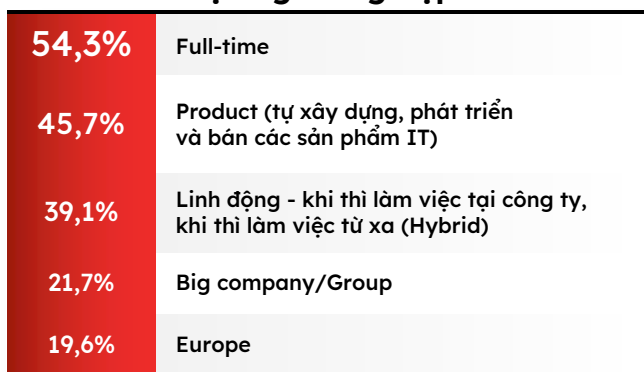 54,3% Full-time
45,7% Product (tự xây dựng, phát triển
và bán các sản phẩm IT)
39,1% Linh động - khi thì làm việc tại công ty,
khi thì làm việc từ xa (Hybrid)
21,7% Big company/Group
19,6% Europe